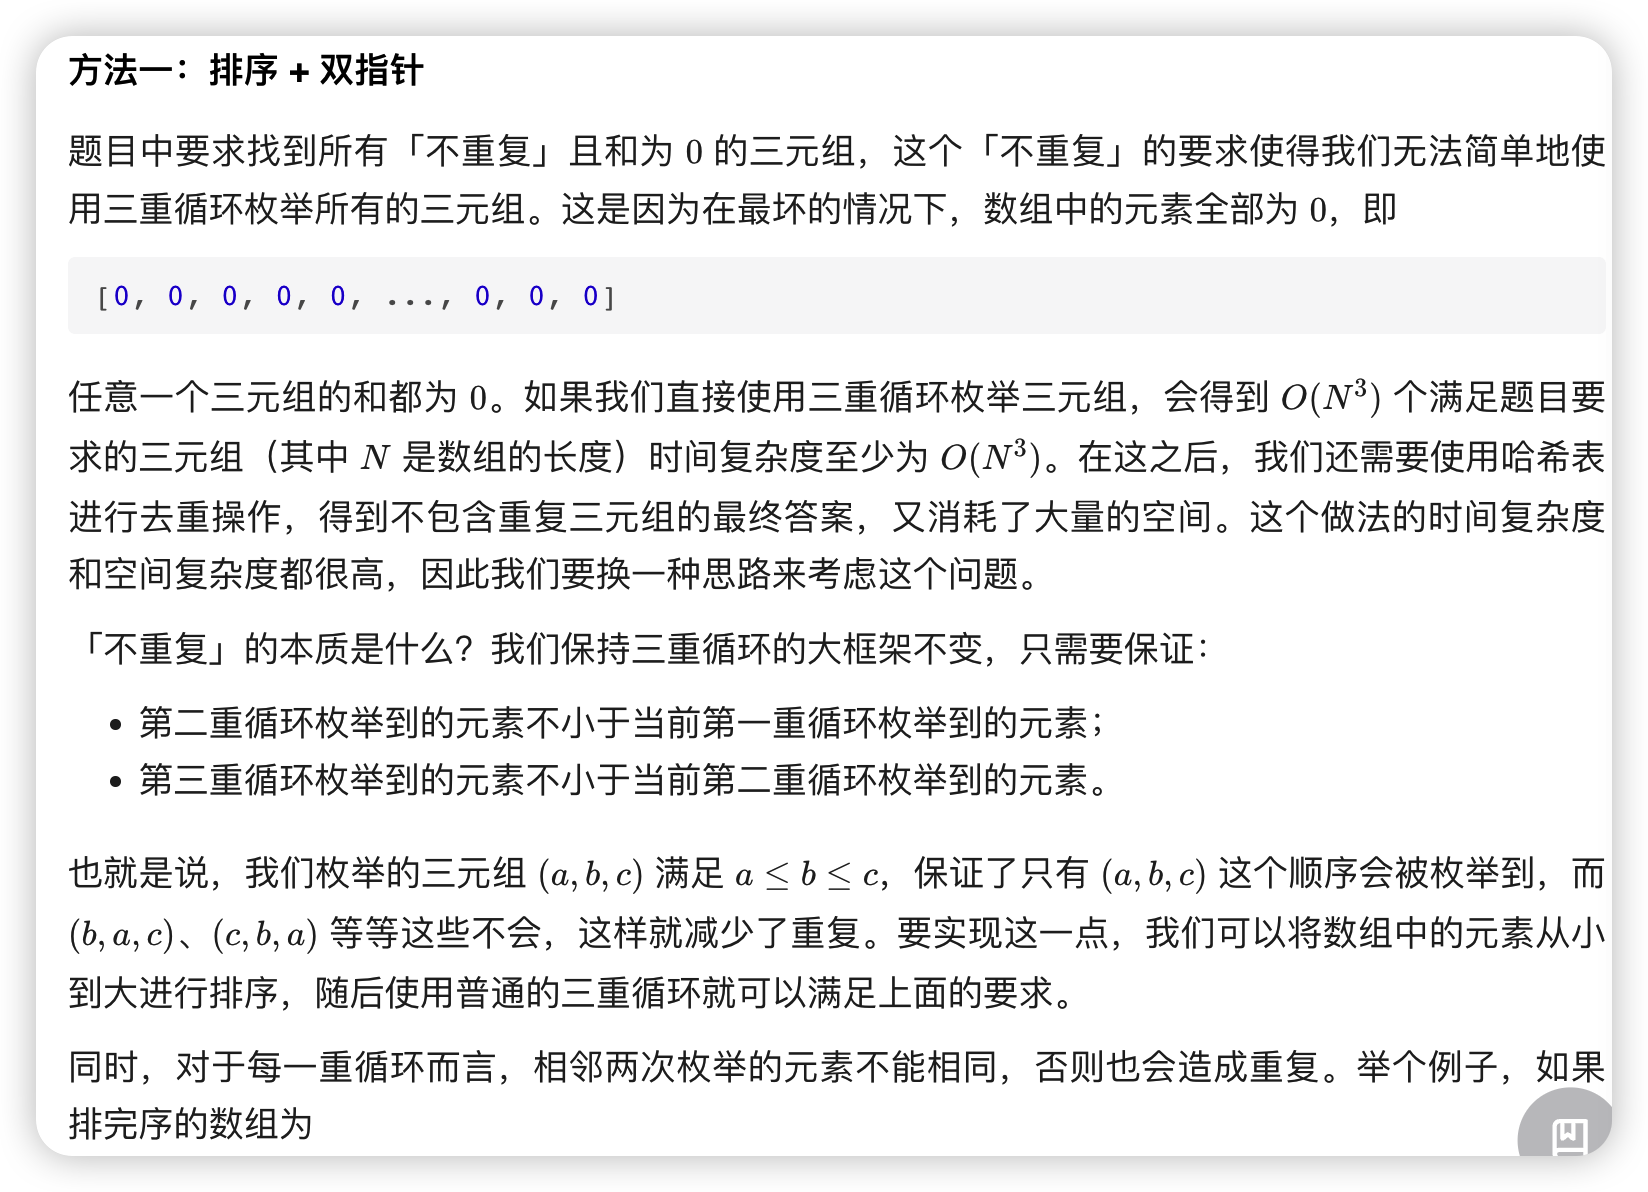 方法一：排序 + 双指针
题目中要求找到所有「不重复」且和为 0 的三元组，这个「不重复」的要求使得我们无法简单地使
用三重循环枚举所有的三元组。这是因为在最坏的情况下，数组中的元素全部为 0，即
[0, 0, 0, 0, 0, ..., 0, 0, 0]
任意一个三元组的和都为 0。如果我们直接使用三重循环枚举三元组，会得到 O(N³) 个满足题目要
求的三元组（其中 N 是数组的长度）时间复杂度至少为 O(N³)。在这之后，我们还需要使用哈希表
进行去重操作，得到不包含重复三元组的最终答案，又消耗了大量的空间。这个做法的时间复杂度
和空间复杂度都很高，因此我们要换一种思路来考虑这个问题。
「不重复」的本质是什么？我们保持三重循环的大框架不变，只需要保证：
• 第二重循环枚举到的元素不小于当前第一重循环枚举到的元素；
• 第三重循环枚举到的元素不小于当前第二重循环枚举到的元素。
也就是说，我们枚举的三元组 (a, b, c) 满足 a ≤ b ≤ c，保证了只有 (a, b, c) 这个顺序会被枚举到，而
(b, a, c)、(c, b, a) 等等这些不会，这样就减少了重复。要实现这一点，我们可以将数组中的元素从小
到大进行排序，随后使用普通的三重循环就可以满足上面的要求。
同时，对于每一重循环而言，相邻两次枚举的元素不能相同，否则也会造成重复。举个例子，如果
排完序的数组为